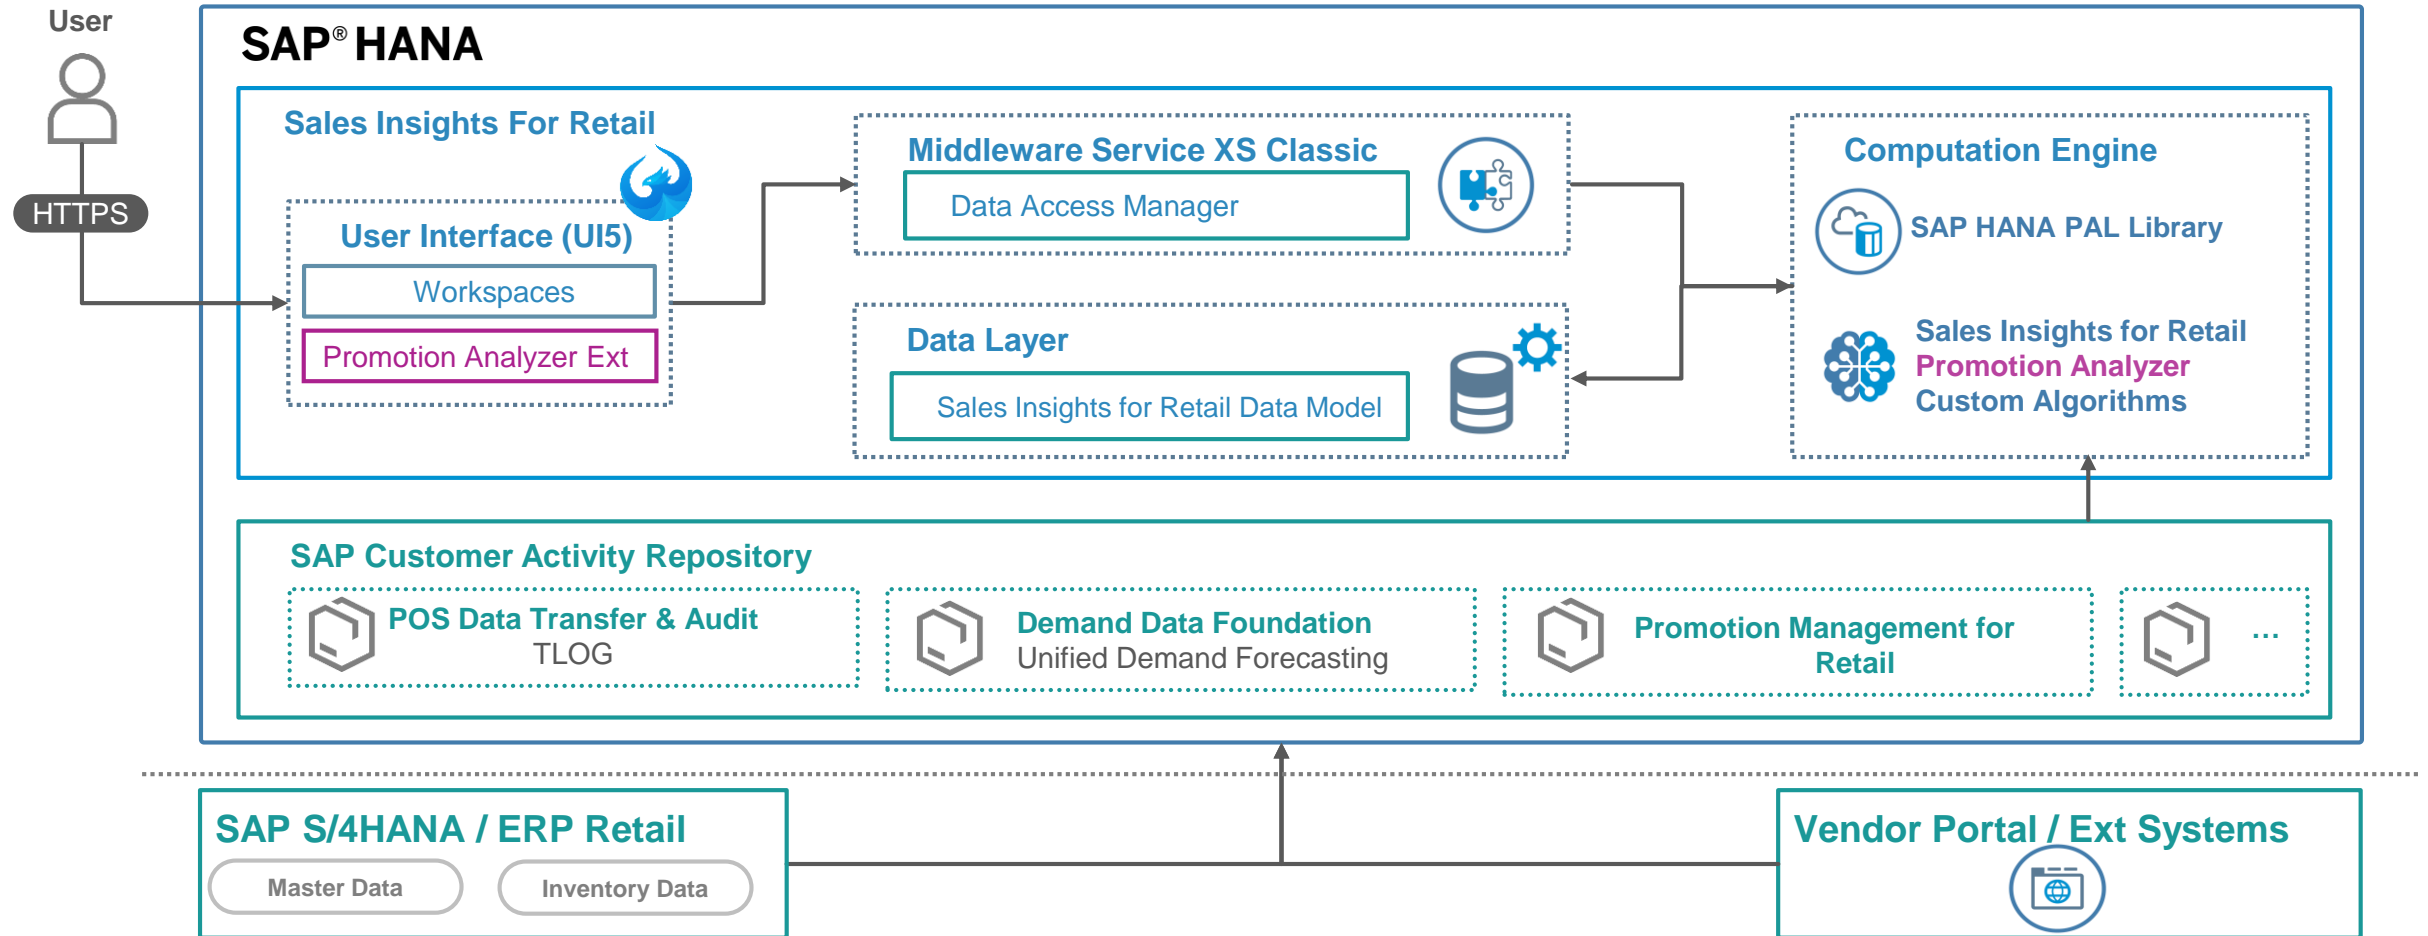 User
HTTPS
SAP® HANA
Sales Insights For Retail
User Interface (UI5)
Workspaces
Promotion Analyzer Ext
Middleware Service XS Classic
Data Access Manager
Data Layer
Sales Insights for Retail Data Model
Computation Engine
SAP HANA PAL Library
Sales Insights for Retail
Promotion Analyzer
Custom Algorithms
SAP Customer Activity Repository
POS Data Transfer & Audit
TLOG
Demand Data Foundation
Unified Demand Forecasting
Promotion Management for
Retail
...
SAP S/4HANA / ERP Retail
Master Data
Inventory Data
Vendor Portal / Ext Systems